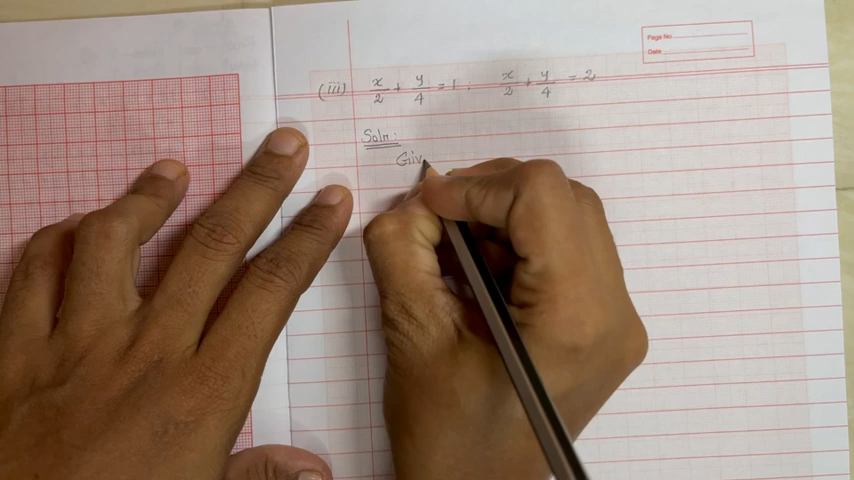 Page No
Date
(iii) x/2 + y/4 = 1 ; x/2 + y/4 = 2
Soln:
Giv